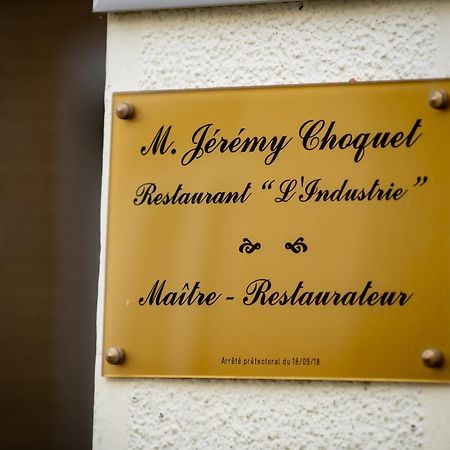 M. Jérémy Choquet
Restaurant "L'Industrie"
Maître - Restaurateur
Arrêté préfectoral du 18/09/18